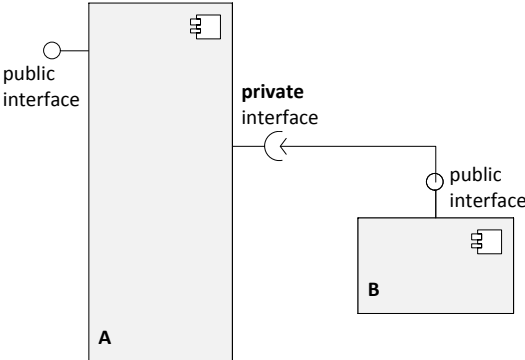 public
interface
private
interface
public
interface
B
A